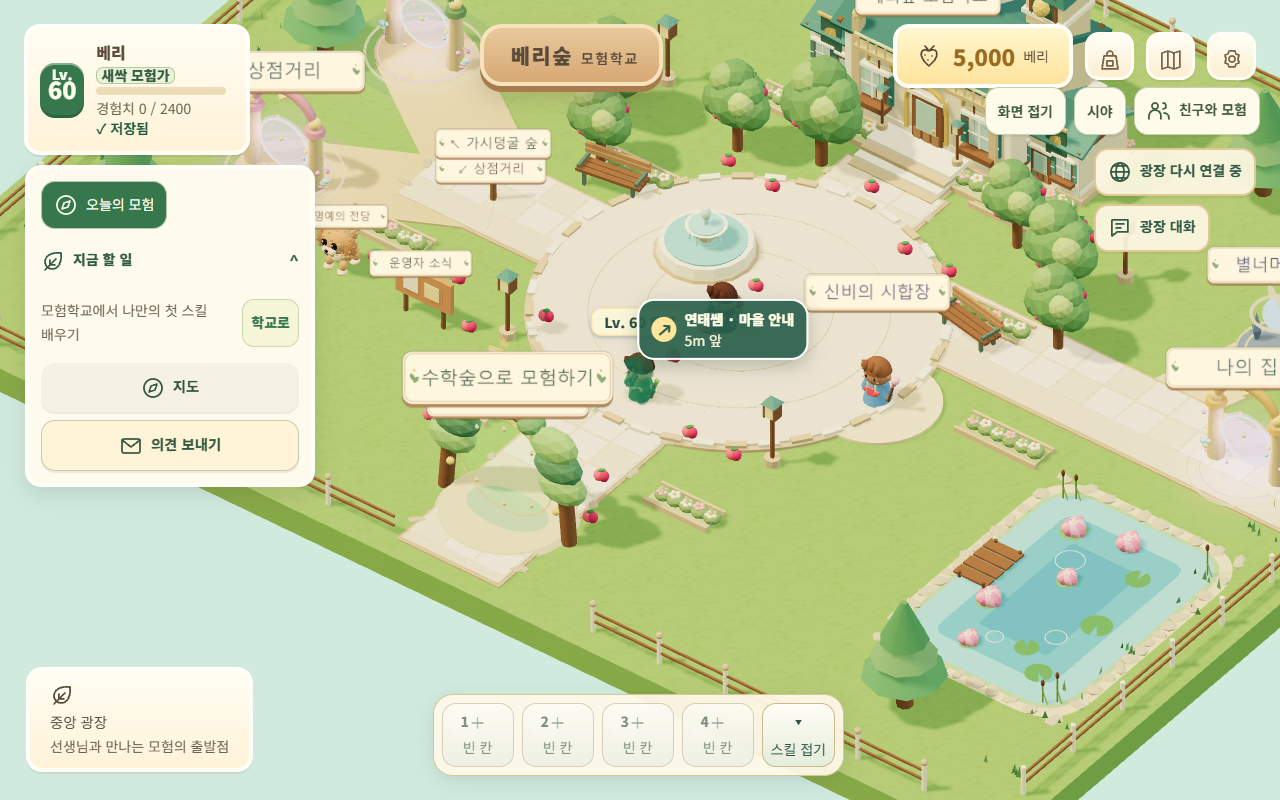 베리
Lv.
60
새싹 모험가
경험치 0 / 2400
✓ 저장됨
베리숲 모험학교
5,000 베리
화면 접기
시야
친구와 모험
광장 다시 연결 중
광장 대화
상점거리
↖ 가시덩굴 숲
↙ 상점거리
명예의 전당
운영자 소식
신비의 시합장
나의 집
오늘의 모험
지금 할 일
^
모험학교에서 나만의 첫 스킬
배우기
학교로
지도
의견 보내기
Lv. 60
연태쌤 · 마을 안내
5m 앞
수학숲으로 모험하기
중앙 광장
선생님과 만나는 모험의 출발점
1+
빈 칸
2+
빈 칸
3+
빈 칸
4+
빈 칸
스킬 접기